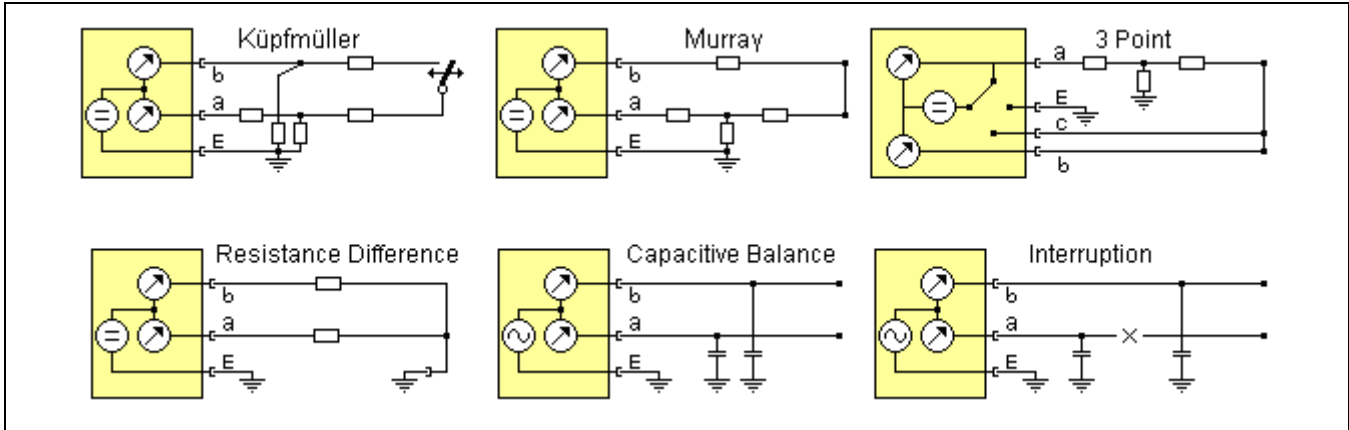 Küpfmüller
b
a
E
Murray
b
a
E
3 Point
a
E
c
b
Resistance Difference
b
a
E
Capacitive Balance
b
a
E
Interruption
b
a
E